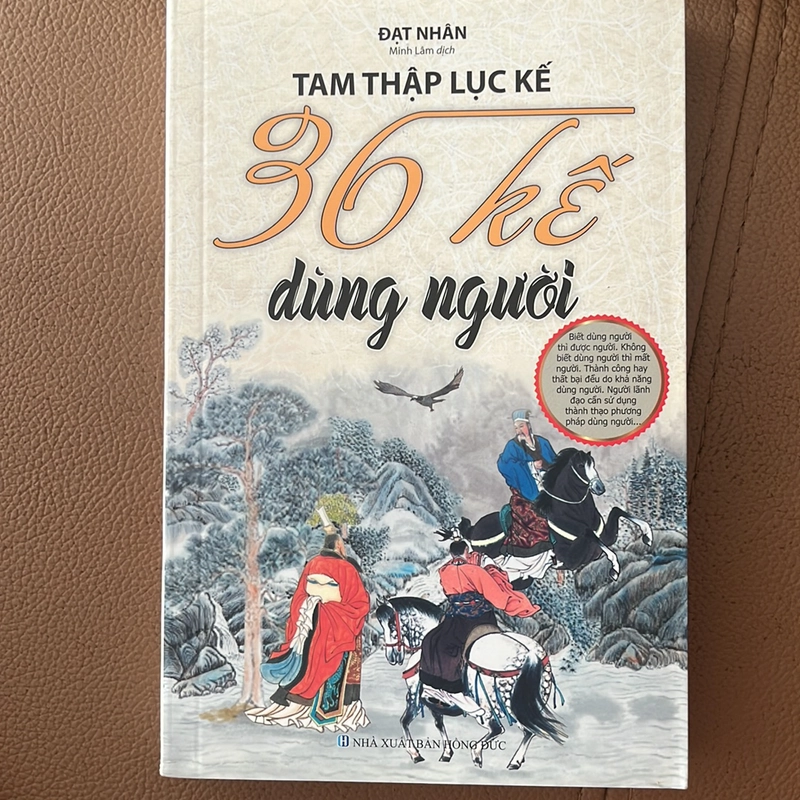 ĐẠT NHÂN
Minh Lâm dịch
TAM THẬP LỤC KẾ
36 kế
dùng người
Biết dùng người
thì được người. Không
biết dùng người thì mất
người. Thành công hay
thất bại đều do khả năng
dùng người. Người lãnh
đạo cần sử dụng
thành thạo phương
pháp dùng người...
NHÀ XUẤT BẢN HỒNG ĐỨC